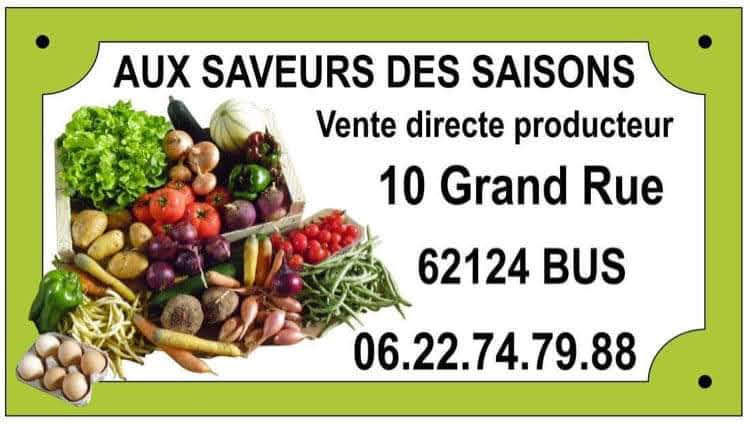 AUX SAVEURS DES SAISONS
Vente directe producteur
10 Grand Rue
62124 BUS
06.22.74.79.88